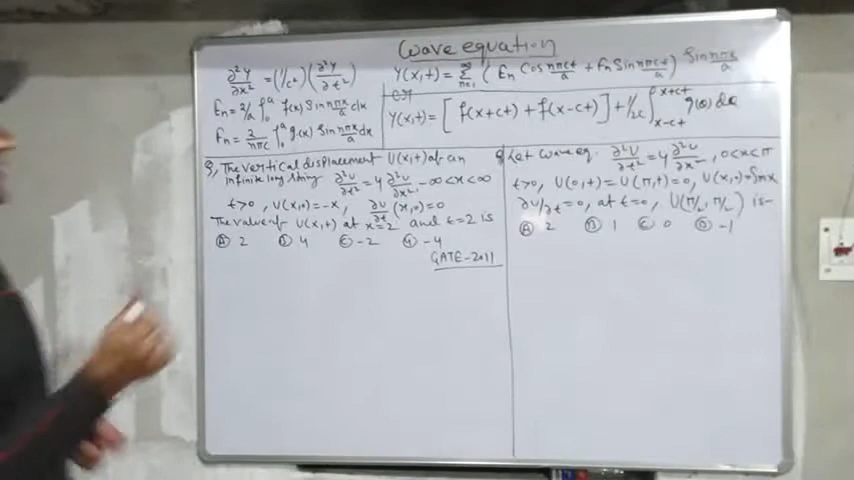 Wave equation
∂²y/∂x² = (1/c²) (∂²y/∂t²)
En = 2/a ∫₀ᵃ f(x) Sin nπx/a dx
Fn = 2/nπc ∫₀ᵃ g(x) Sin nπx/a dx
Y(x,t) = Σ_{n=1}^∞ (En Cos nπct/a + Fn Sin nπct/a) Sin nπx/a
OR
Y(x,t) = [f(x+ct) + f(x-ct)] + 1/2c ∫_{x-ct}^{x+ct} g(θ) dθ
Q, The vertical displacement U(x,t) of an
infinite long string ∂²u/∂t² = 4 ∂²u/∂x², -∞<x<∞
t>0, U(x,0)=-x, ∂u/∂t (x,0)=0
The value of U(x,t) at x=2 and t=2 is
Ⓐ 2 Ⓑ 4 Ⓒ -2 Ⓓ -4
GATE-2011
Q Let wave eq. ∂²U/∂t² = 4 ∂²U/∂x², 0<x<π
t>0, U(0,t)=U(π,t)=0, U(x,0)=Sinx
∂U/∂t=0, at t=0, U(π/2, π/2) is-
Ⓐ 2 Ⓑ 1 Ⓒ 0 Ⓓ -1